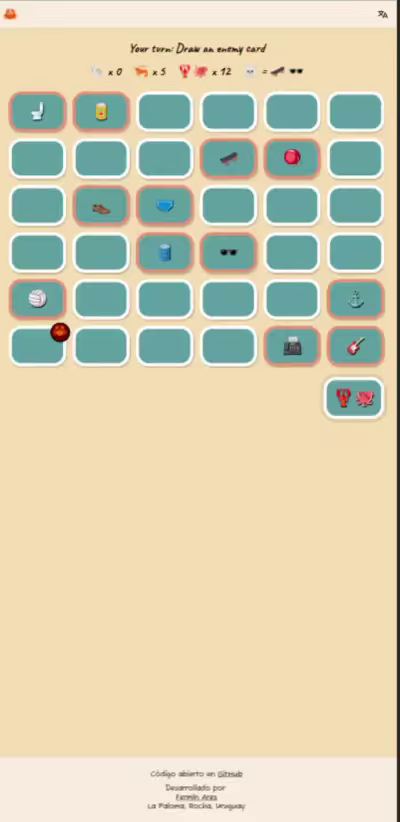 Your turn: Draw an enemy card
x 0 x 5 x 12 =
Código abierto en GitHub
Desarrollado por
Fermín Ares
La Paloma, Rocha, Uruguay